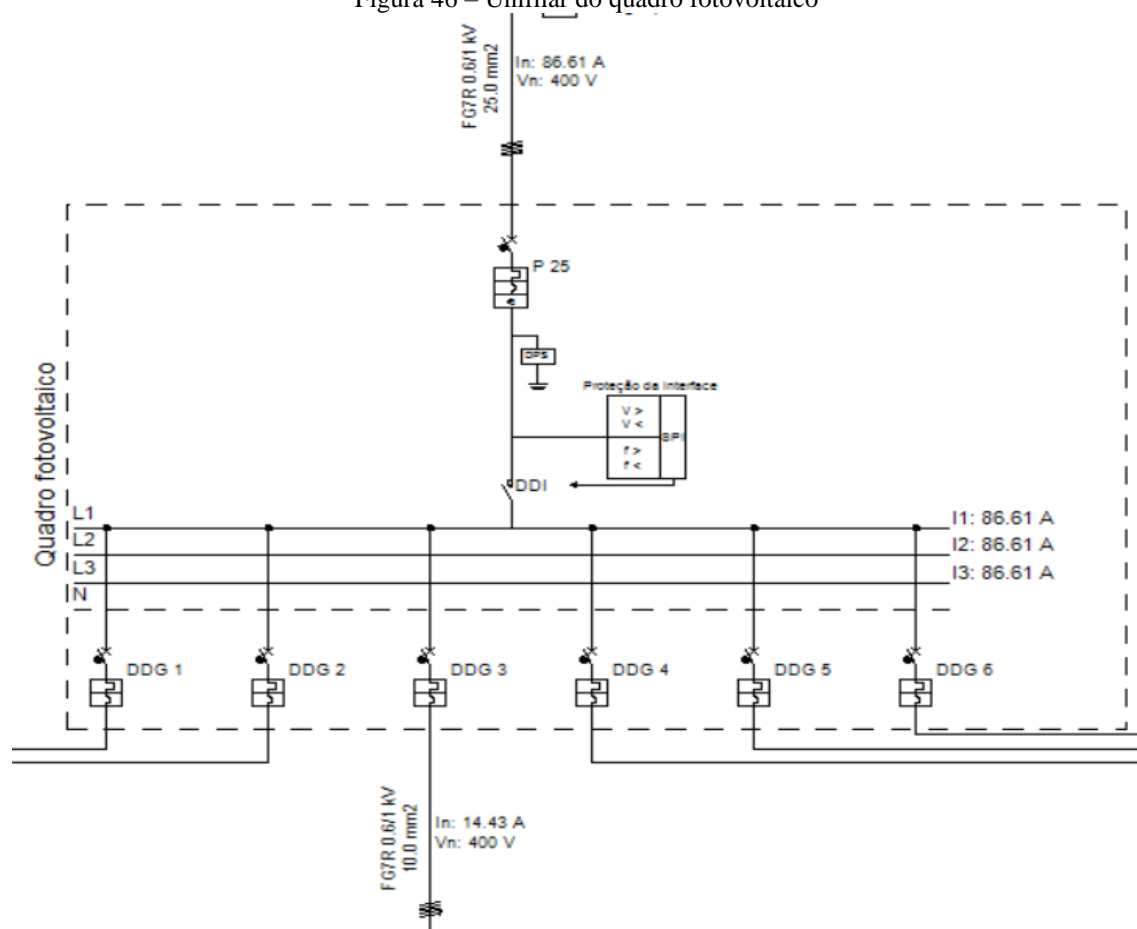 Figura 46 – Unifilar do quadro fotovoltaico
FG7R 0.6/1 kV
25.0 mm2
In: 86.61 A
Vn: 400 V
P 25
DPS
Proteção da Interface
V >
V <
f >
f <
SPI
DDI
Quadro fotovoltaico
L1
L2
L3
N
I1: 86.61 A
I2: 86.61 A
I3: 86.61 A
DDG 1
DDG 2
DDG 3
DDG 4
DDG 5
DDG 6
FG7R 0.6/1 kV
10.0 mm2
In: 14.43 A
Vn: 400 V